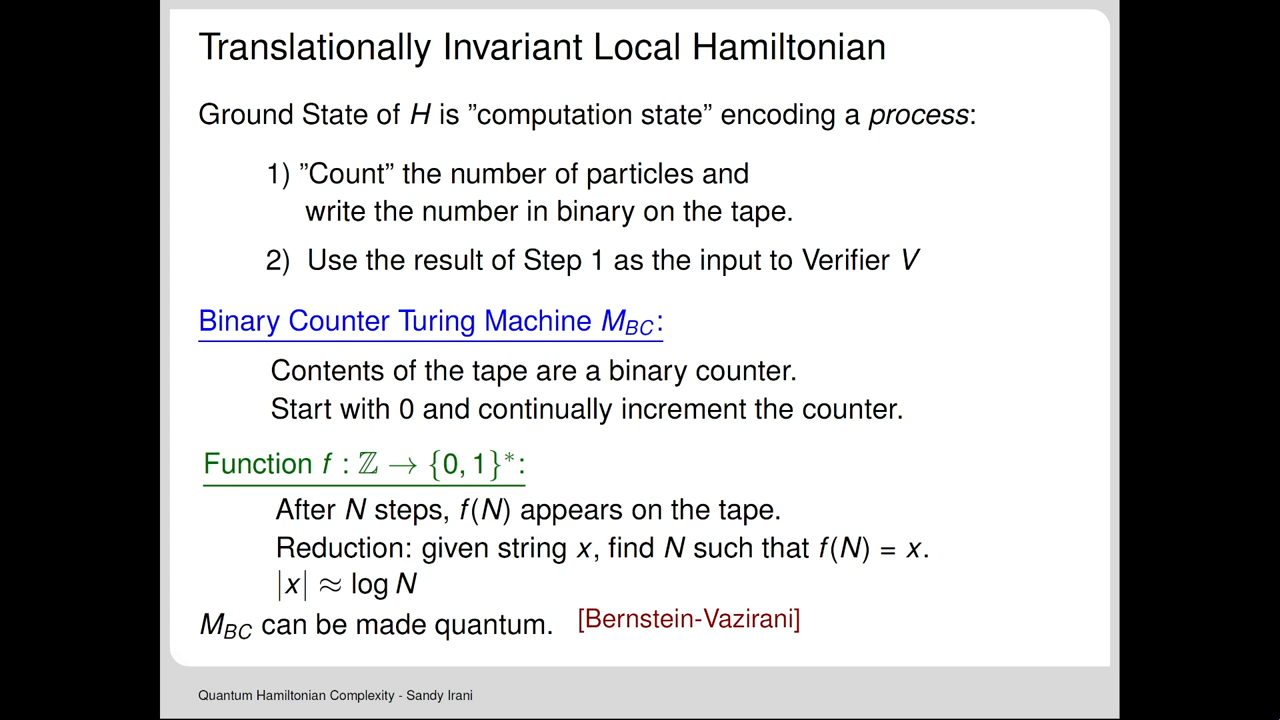 Translationally Invariant Local Hamiltonian
Ground State of H is ”computation state” encoding a process:
1) ”Count” the number of particles and
write the number in binary on the tape.
2) Use the result of Step 1 as the input to Verifier V
Binary Counter Turing Machine M_BC:
Contents of the tape are a binary counter.
Start with 0 and continually increment the counter.
Function f : ℤ → {0, 1}*:
After N steps, f(N) appears on the tape.
Reduction: given string x, find N such that f(N) = x.
|x| ≈ log N
M_BC can be made quantum. [Bernstein-Vazirani]
Quantum Hamiltonian Complexity - Sandy Irani